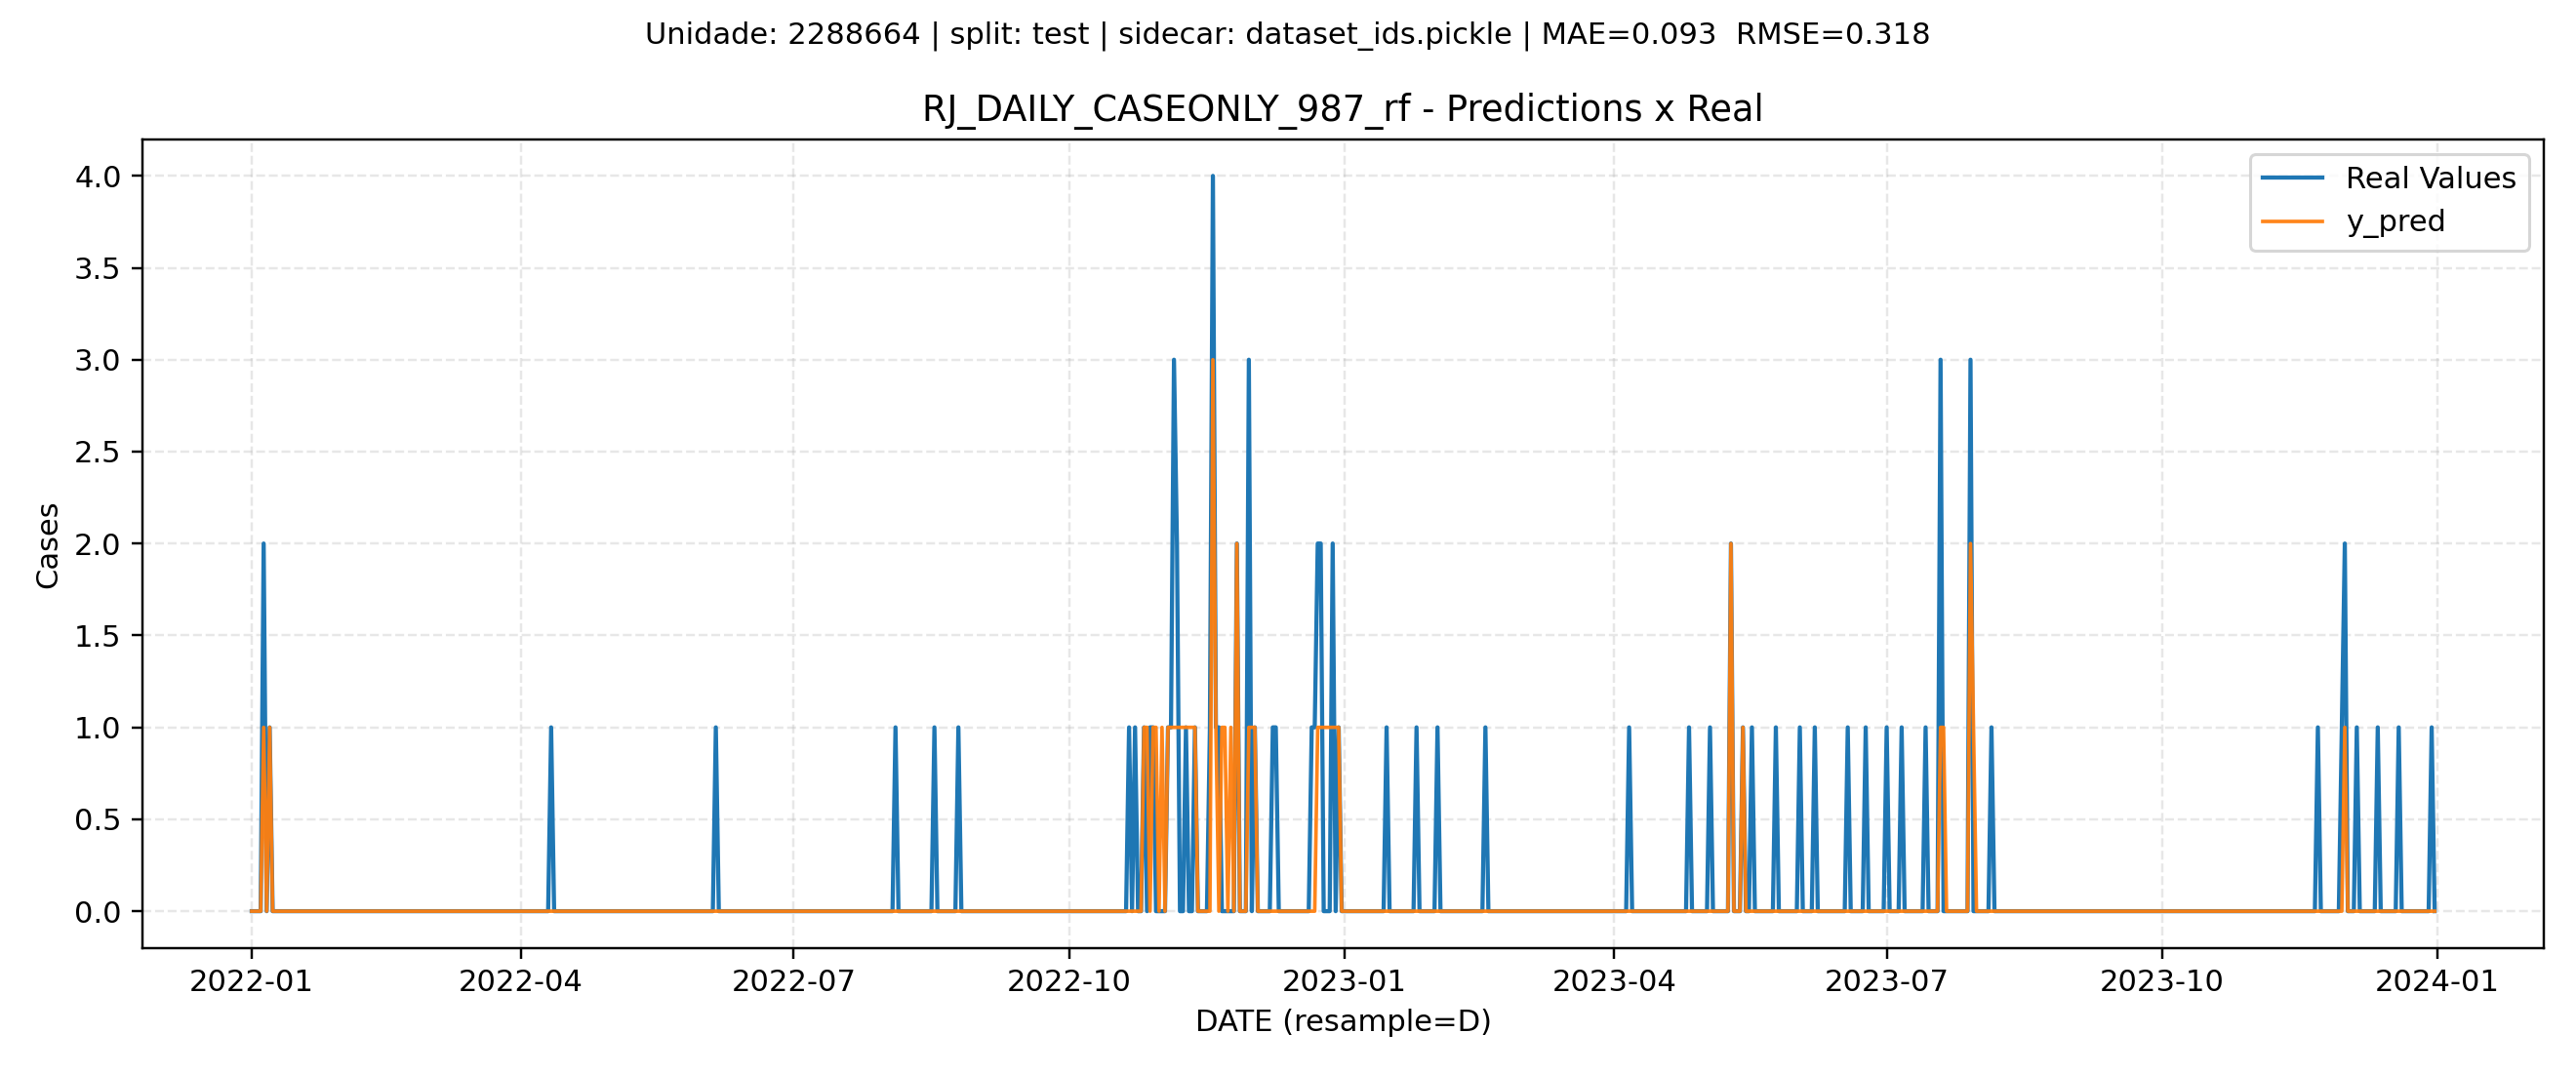 Unidade: 2288664 | split: test | sidecar: dataset_ids.pickle | MAE=0.093  RMSE=0.318
RJ_DAILY_CASEONLY_987_rf - Predictions x Real
Real Values
y_pred
4.0
3.5
3.0
2.5
2.0
1.5
1.0
0.5
0.0
Cases
2022-01 2022-04 2022-07 2022-10 2023-01 2023-04 2023-07 2023-10 2024-01
DATE (resample=D)